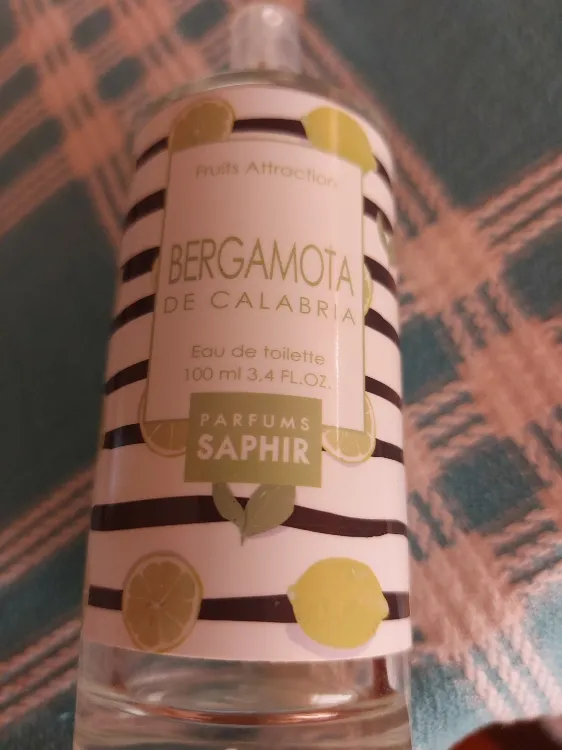 Fruits Attraction
BERGAMOTA
DE CALABRIA
Eau de toilette
100 ml 3,4 FL.OZ.
PARFUMS
SAPHIR